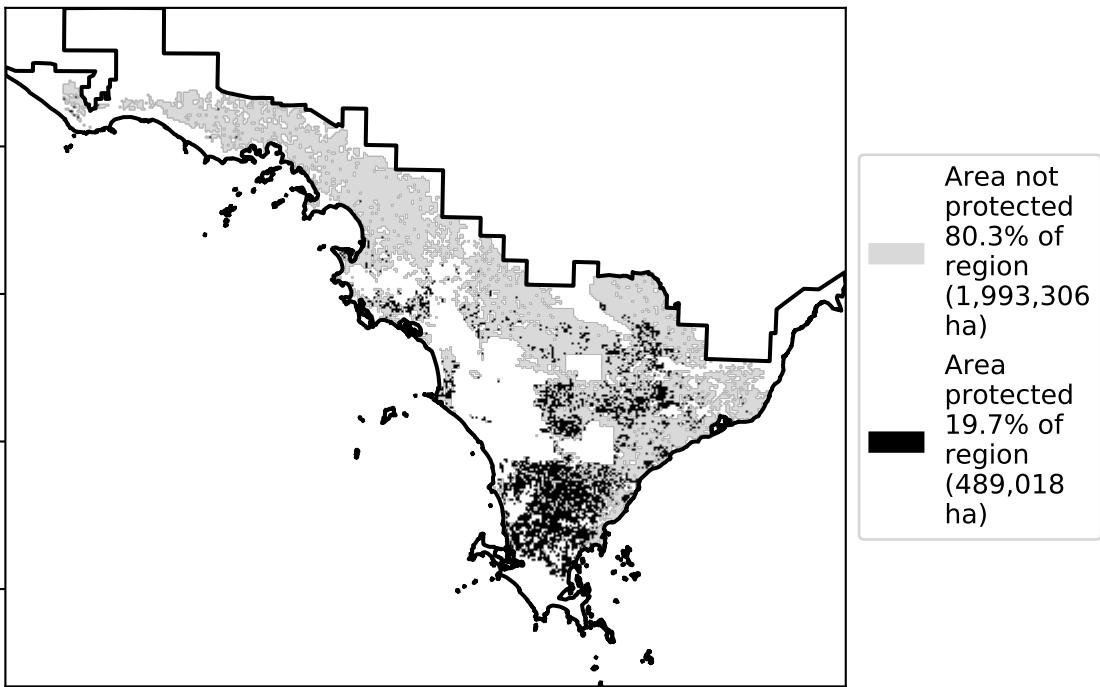 Area not
protected
80.3% of
region
(1,993,306
ha)
Area
protected
19.7% of
region
(489,018
ha)